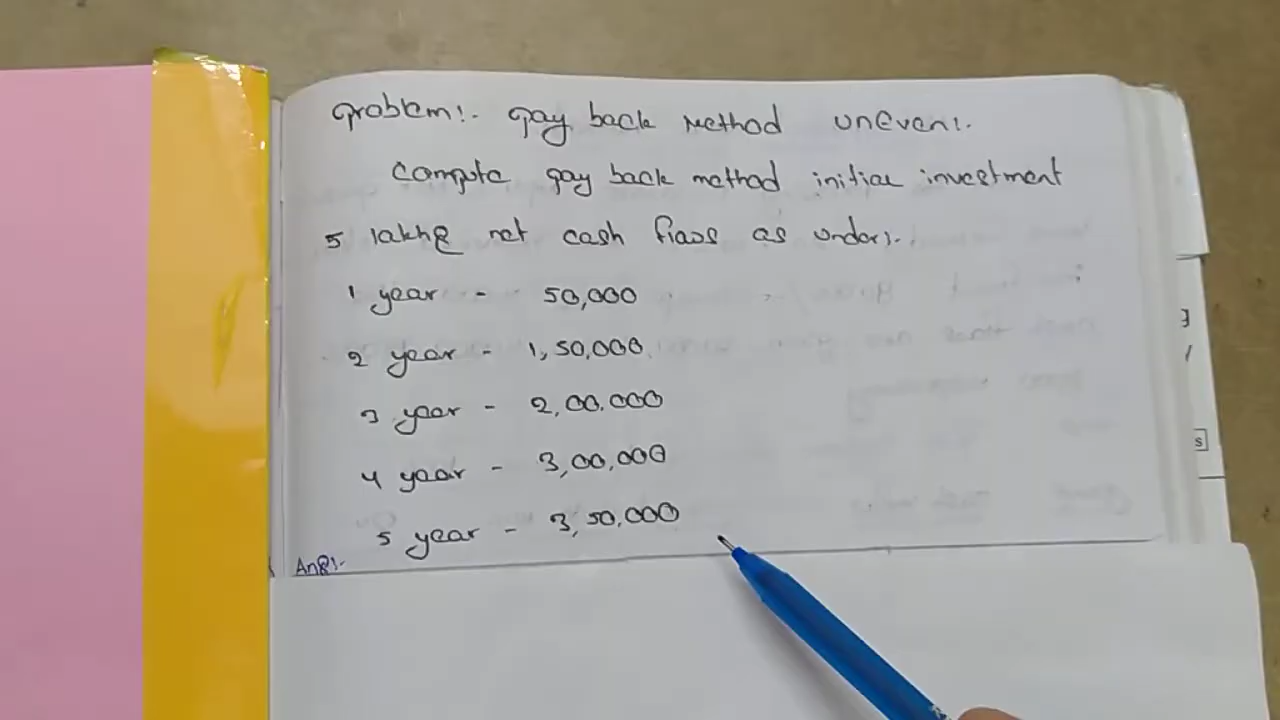 problem:- pay back method uneven:-
compute pay back method initial investment
5 lakhs net cash flows as under:-
1 year - 50,000
2 year - 1,50,000
3 year - 2,00,000
4 year - 3,00,000
5 year - 3,50,000
Ans:-
s